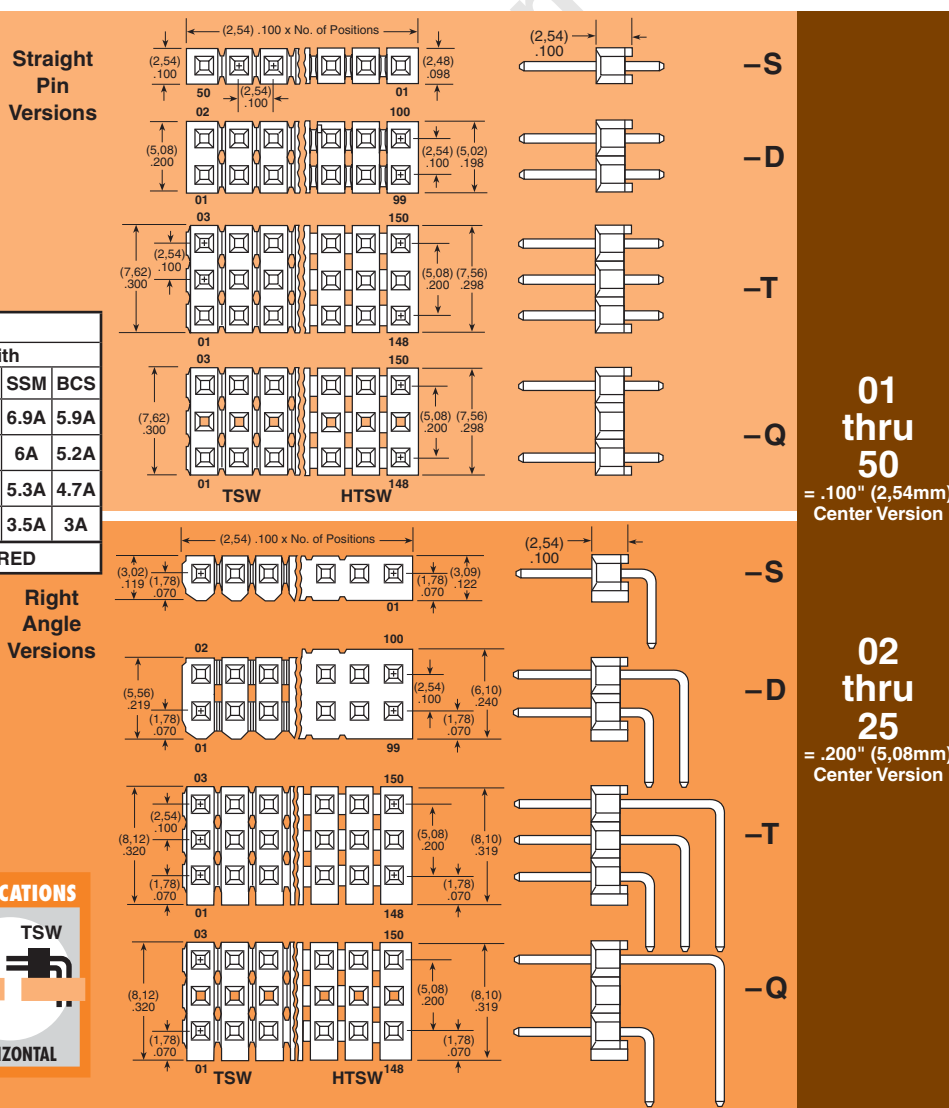 Straight
Pin
Versions
(2,54) .100 x No. of Positions
(2,54)
.100
(2,48)
.098
50
(2,54)
.100
01
(2,54)
.100
–S
02
100
(5,08)
.200
(2,54)
.100
(5,02)
.198
01
99
–D
03
150
(2,54)
.100
(7,62)
.300
(5,08)
.200
(7,56)
.298
01
148
–T
03
150
(7,62)
.300
(5,08)
.200
(7,56)
.298
01
148
TSW
HTSW
–Q
ith
SSM BCS
6.9A 5.9A
6A 5.2A
5.3A 4.7A
3.5A 3A
RED
01
thru
50
= .100" (2,54mm)
Center Version
Right
Angle
Versions
(2,54) .100 x No. of Positions
(3,02)
.119
(1,78)
.070
(1,78)
.070
(3,09)
.122
01
(2,54)
.100
–S
02
100
(5,56)
.219
(1,78)
.070
(2,54)
.100
(6,10)
.240
(1,78)
.070
01
99
–D
02
thru
25
= .200" (5,08mm)
Center Version
03
150
(2,54)
.100
(8,12)
.320
(1,78)
.070
(5,08)
.200
(8,10)
.319
(1,78)
.070
01
148
–T
03
150
(8,12)
.320
(1,78)
.070
(5,08)
.200
(8,10)
.319
(1,78)
.070
01
148
TSW
HTSW
–Q
CATIONS
TSW
IZONTAL